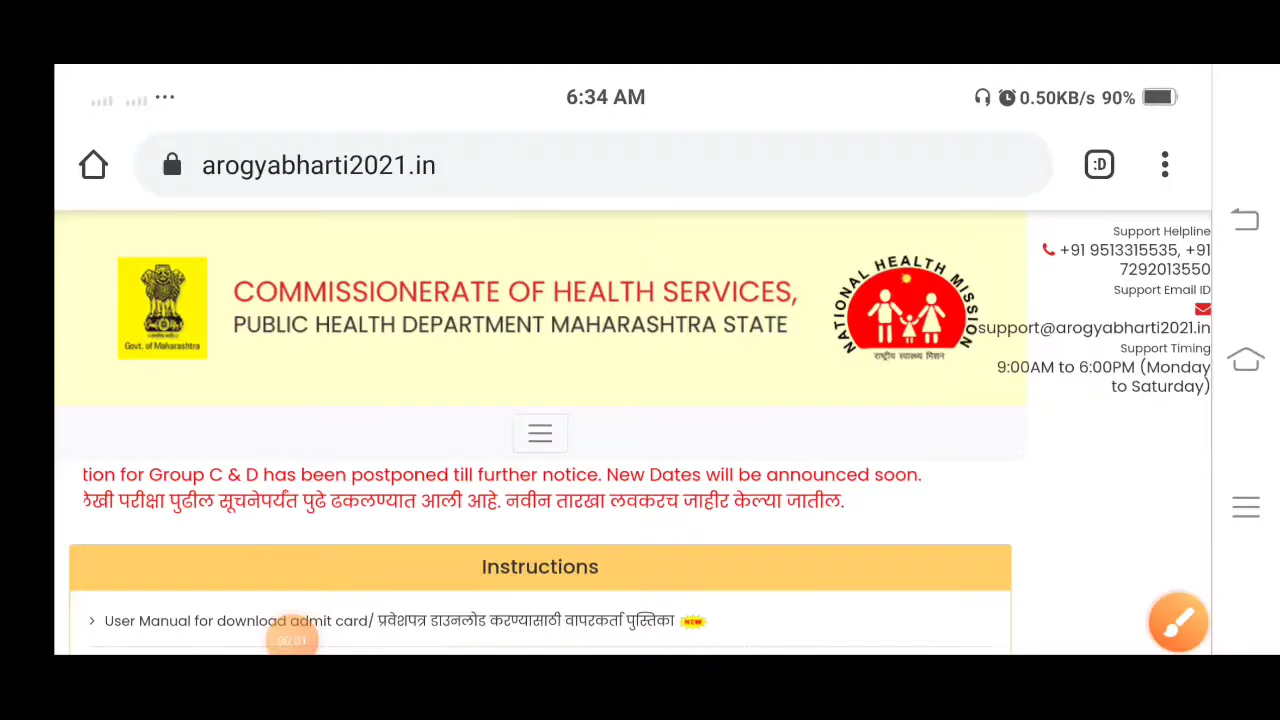 6:34 AM
0.50KB/s 90%
arogyabharti2021.in
:D
Govt. of Maharashtra
COMMISSIONERATE OF HEALTH SERVICES,
PUBLIC HEALTH DEPARTMENT MAHARASHTRA STATE
NATIONAL HEALTH MISSION
राष्ट्रीय स्वास्थ्य मिशन
Support Helpline
+91 9513315535, +91
7292013550
Support Email ID
support@arogyabharti2021.in
Support Timing
9:00AM to 6:00PM (Monday
to Saturday)
tion for Group C & D has been postponed till further notice. New Dates will be announced soon.
लेखी परीक्षा पुढील सूचनेपर्यंत पुढे ढकलण्यात आली आहे. नवीन तारखा लवकरच जाहीर केल्या जातील.
Instructions
User Manual for download admit card/ प्रवेशपत्र डाउनलोड करण्यासाठी वापरकर्ता पुस्तिका NEW
00:01